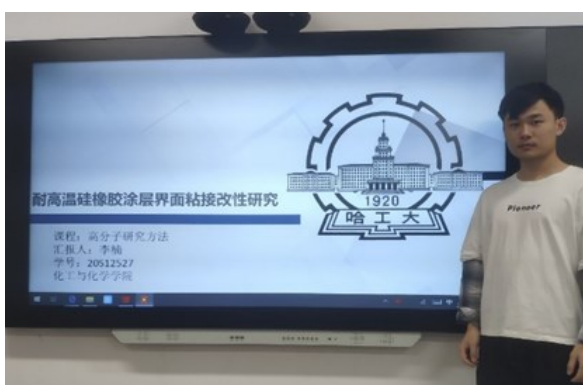 耐高温硅橡胶涂层界面粘接改性研究
课程：高分子研究方法
汇报人：李楠
学号：20S12527
化工与化学学院
1920
哈工大
Pioneer